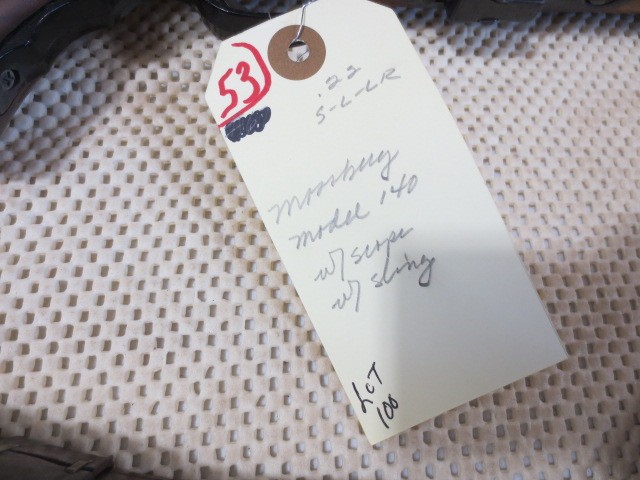 53
.22
S-L-LR
Mossberg
Model 140
w/ scope
w/ sling
LOT
100